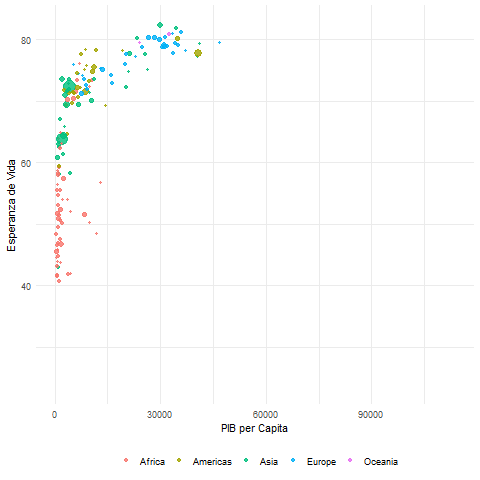 Esperanza de Vida
80
60
40
0
30000
60000
90000
PIB per Capita
Africa
Americas
Asia
Europe
Oceania